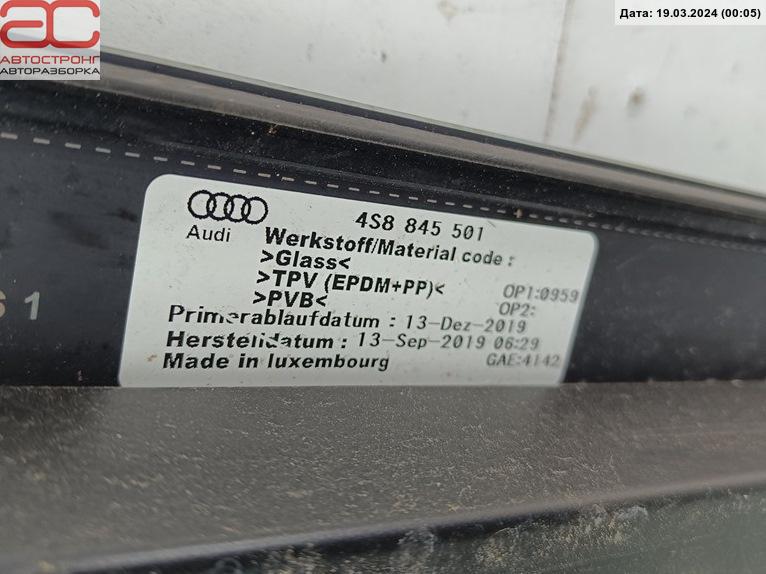 АС
АВТОСТРОНГ
АВТОРАЗБОРКА
Дата: 19.03.2024 (00:05)
Audi
4S8 845 501
Werkstoff/Material code :
>Glass<
>TPV (EPDM+PP)<
>PVB<
OP1:0959
OP2:
Primerablaufdatum : 13-Dez-2019
Herstelldatum : 13-Sep-2019 06:29
Made in luxembourg
GAE:4142
1